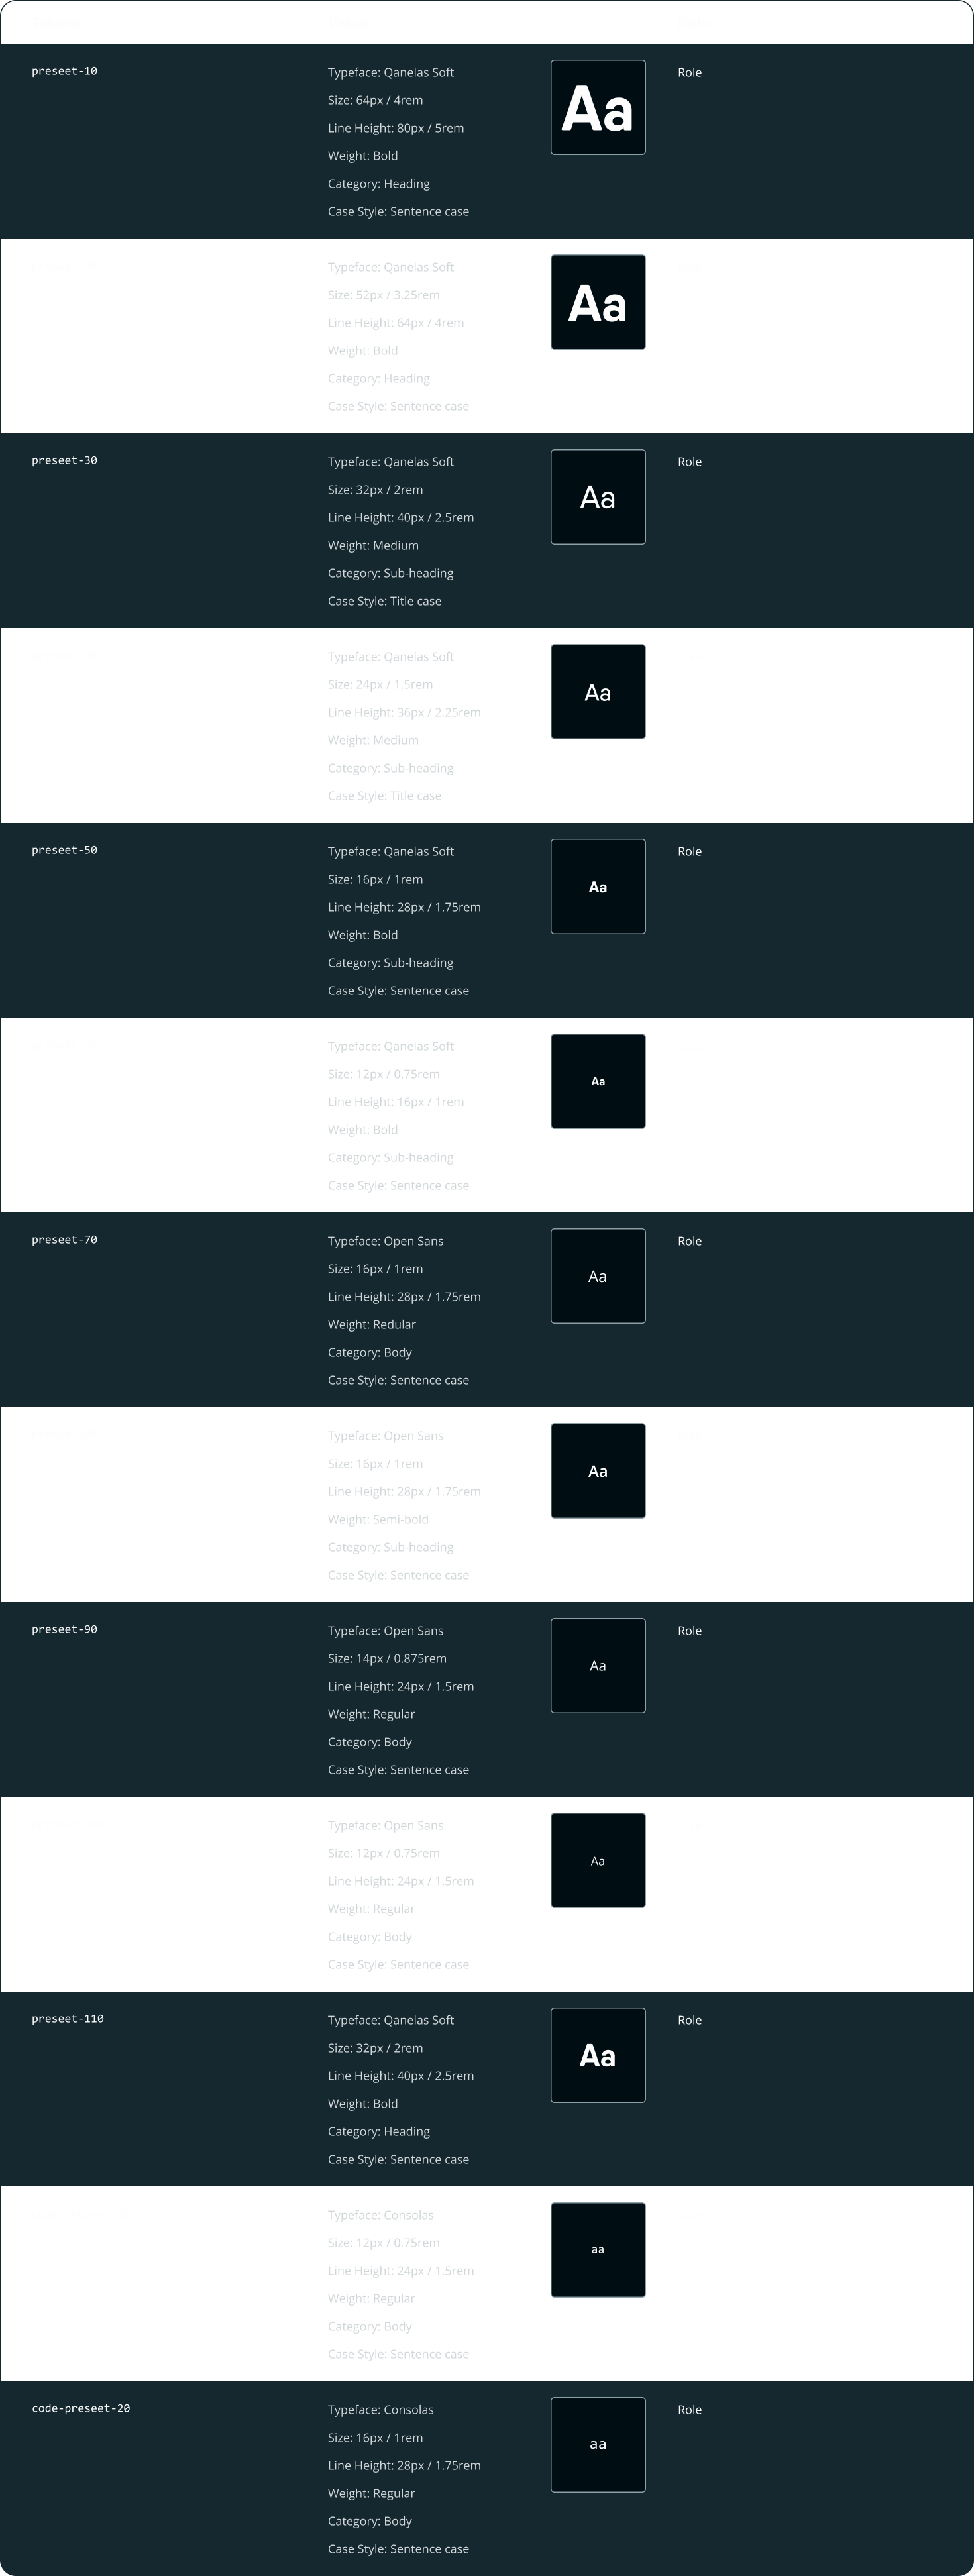 preseet-10
Typeface: Qanelas Soft
Size: 64px / 4rem
Line Height: 80px / 5rem
Weight: Bold
Category: Heading
Case Style: Sentence case
Aa
Role
Typeface: Qanelas Soft
Size: 52px / 3.25rem
Line Height: 64px / 4rem
Weight: Bold
Category: Heading
Case Style: Sentence case
Aa
preseet-30
Typeface: Qanelas Soft
Size: 32px / 2rem
Line Height: 40px / 2.5rem
Weight: Medium
Category: Sub-heading
Case Style: Title case
Aa
Role
Typeface: Qanelas Soft
Size: 24px / 1.5rem
Line Height: 36px / 2.25rem
Weight: Medium
Category: Sub-heading
Case Style: Title case
Aa
preseet-50
Typeface: Qanelas Soft
Size: 16px / 1rem
Line Height: 28px / 1.75rem
Weight: Bold
Category: Sub-heading
Case Style: Sentence case
Aa
Role
Typeface: Qanelas Soft
Size: 12px / 0.75rem
Line Height: 16px / 1rem
Weight: Bold
Category: Sub-heading
Case Style: Sentence case
Aa
preseet-70
Typeface: Open Sans
Size: 16px / 1rem
Line Height: 28px / 1.75rem
Weight: Redular
Category: Body
Case Style: Sentence case
Aa
Role
Typeface: Open Sans
Size: 16px / 1rem
Line Height: 28px / 1.75rem
Weight: Semi-bold
Category: Sub-heading
Case Style: Sentence case
Aa
preseet-90
Typeface: Open Sans
Size: 14px / 0.875rem
Line Height: 24px / 1.5rem
Weight: Regular
Category: Body
Case Style: Sentence case
Aa
Role
Typeface: Open Sans
Size: 12px / 0.75rem
Line Height: 24px / 1.5rem
Weight: Regular
Category: Body
Case Style: Sentence case
Aa
preseet-110
Typeface: Qanelas Soft
Size: 32px / 2rem
Line Height: 40px / 2.5rem
Weight: Bold
Category: Heading
Case Style: Sentence case
Aa
Role
Typeface: Consolas
Size: 12px / 0.75rem
Line Height: 24px / 1.5rem
Weight: Regular
Category: Body
Case Style: Sentence case
aa
code-preseet-20
Typeface: Consolas
Size: 16px / 1rem
Line Height: 28px / 1.75rem
Weight: Regular
Category: Body
Case Style: Sentence case
aa
Role